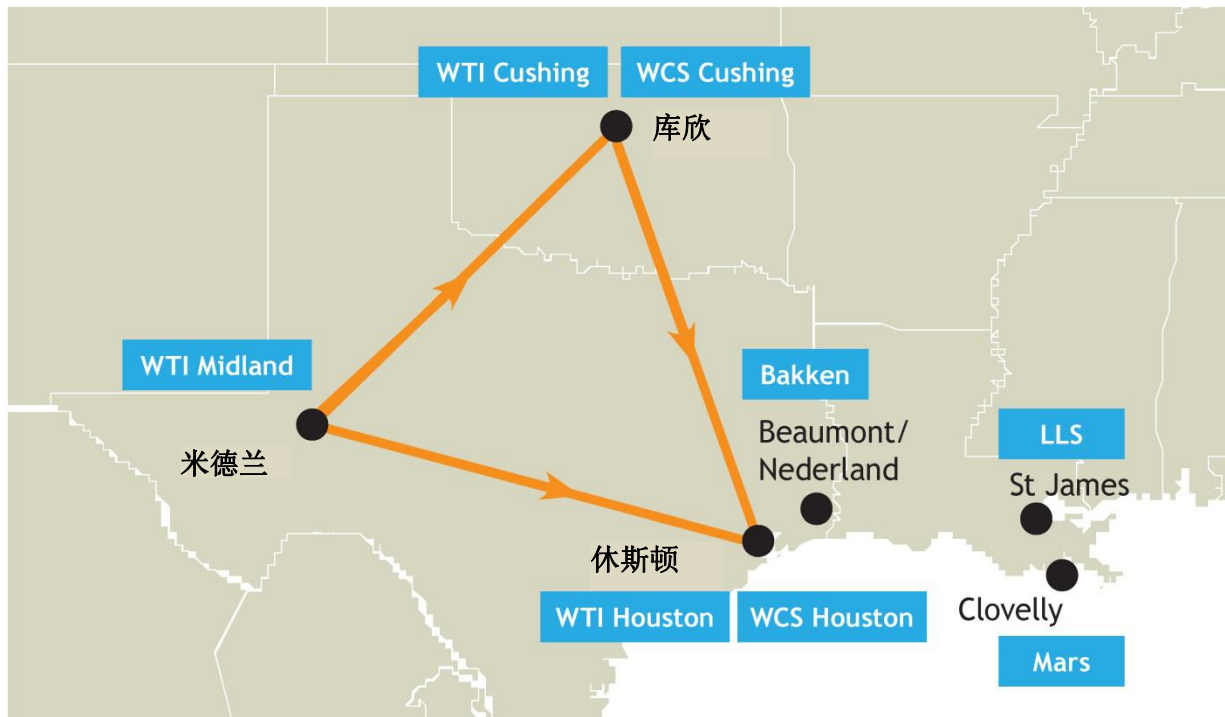 WTI Cushing
WCS Cushing
库欣
WTI Midland
米德兰
Bakken
Beaumont/
Nederland
LLS
St James
休斯顿
WTI Houston
WCS Houston
Clovelly
Mars